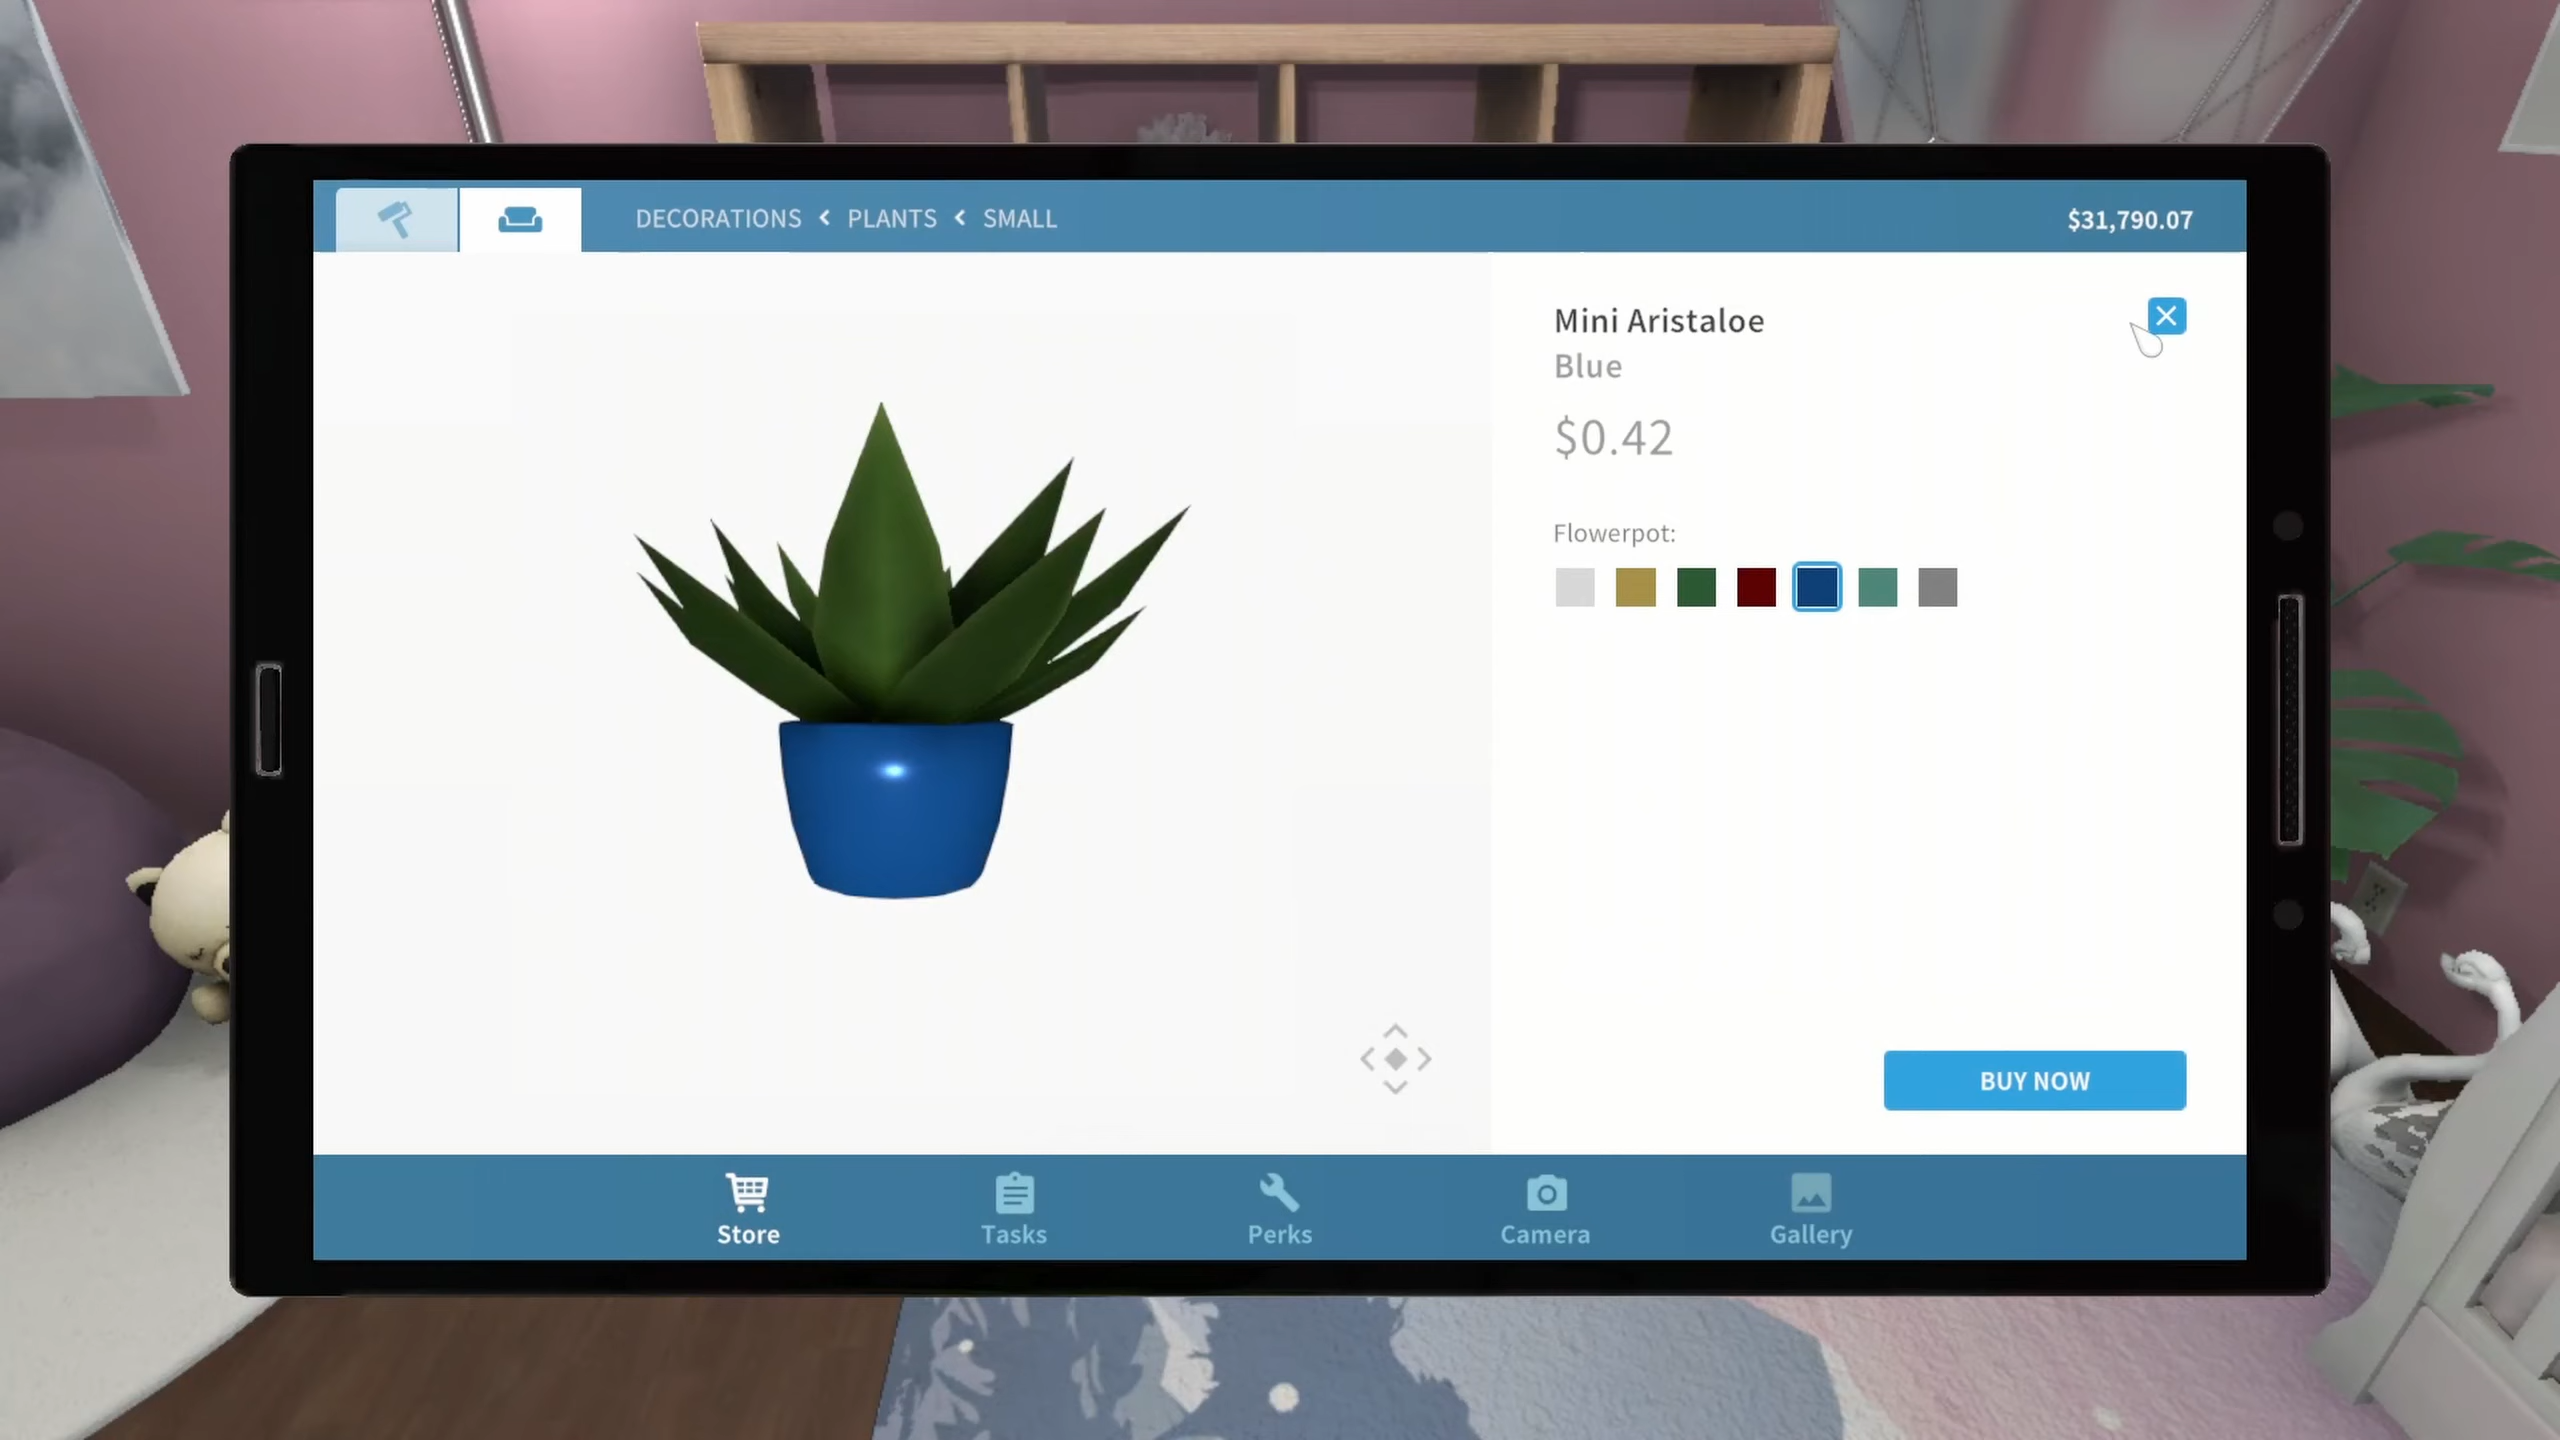 DECORATIONS < PLANTS < SMALL
$31,790.07
Mini Aristaloe
Blue
$0.42
Flowerpot:
BUY NOW
Store
Tasks
Perks
Camera
Gallery